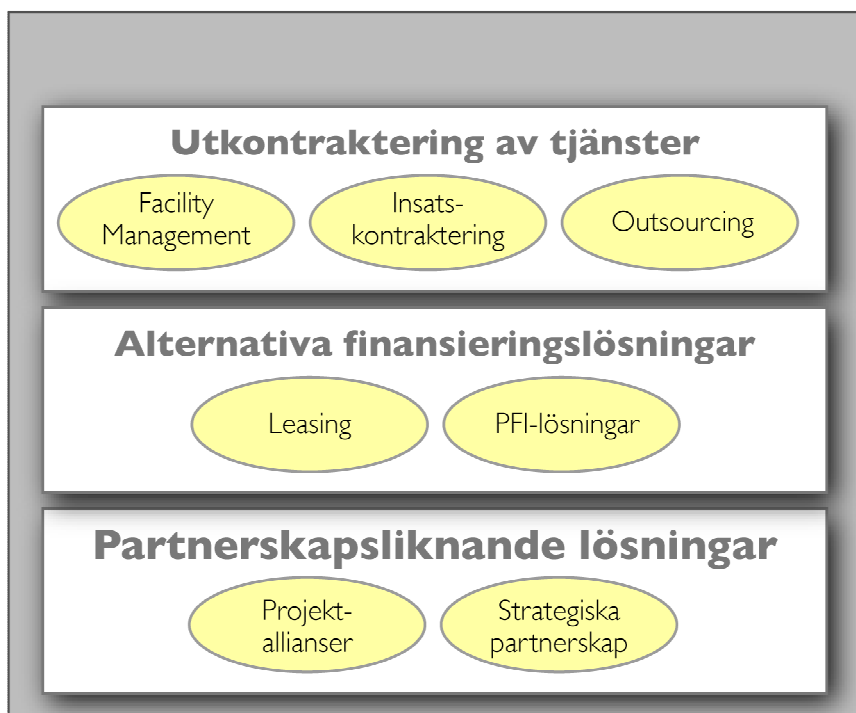 Utkontraktering av tjänster
Facility
Management
Insats-
kontraktering
Outsourcing
Alternativa finansieringslösningar
Leasing
PFI-lösningar
Partnerskapsliknande lösningar
Projekt-
allianser
Strategiska
partnerskap